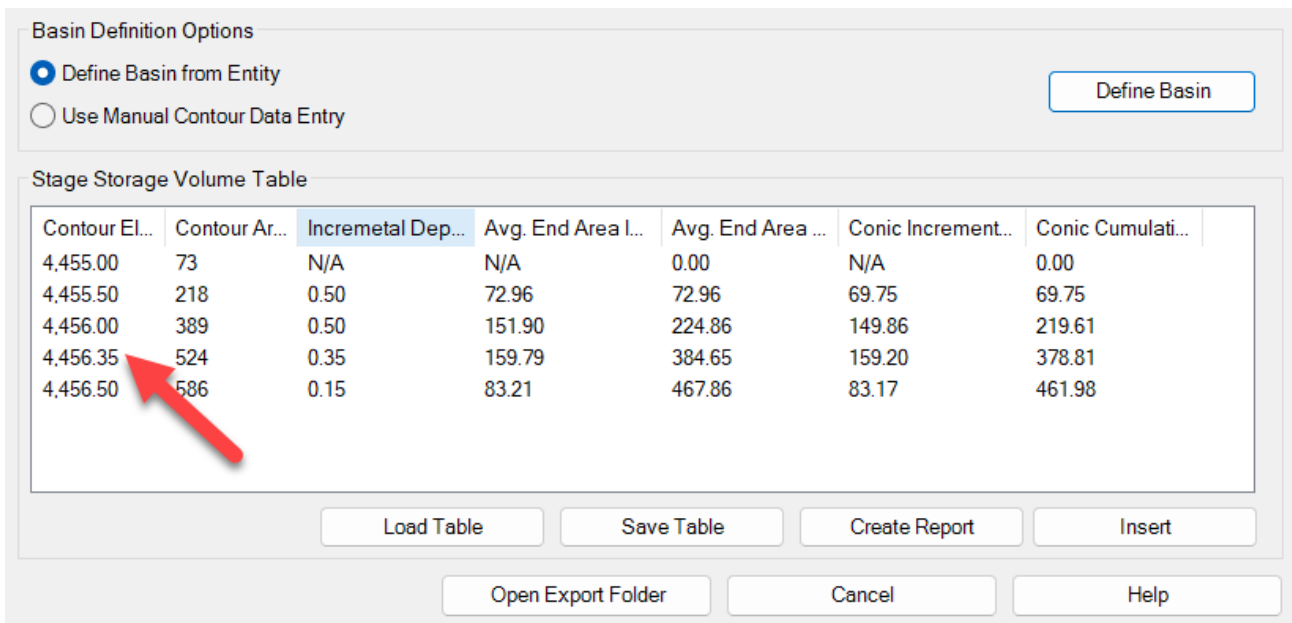 Basin Definition Options
Define Basin from Entity
Use Manual Contour Data Entry
Define Basin
Stage Storage Volume Table
Contour El... Contour Ar... Incremetal Dep... Avg. End Area I... Avg. End Area ... Conic Increment... Conic Cumulati...
4,455.00 73 N/A N/A 0.00 N/A 0.00
4,455.50 218 0.50 72.96 72.96 69.75 69.75
4,456.00 389 0.50 151.90 224.86 149.86 219.61
4,456.35 524 0.35 159.79 384.65 159.20 378.81
4,456.50 586 0.15 83.21 467.86 83.17 461.98
Load Table Save Table Create Report Insert
Open Export Folder Cancel Help